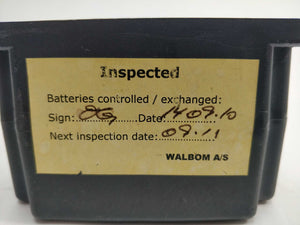 Inspected
Batteries controlled / exchanged:
Sign: Date: 14 09.10
Next inspection date: 09.11
WALBOM A/S